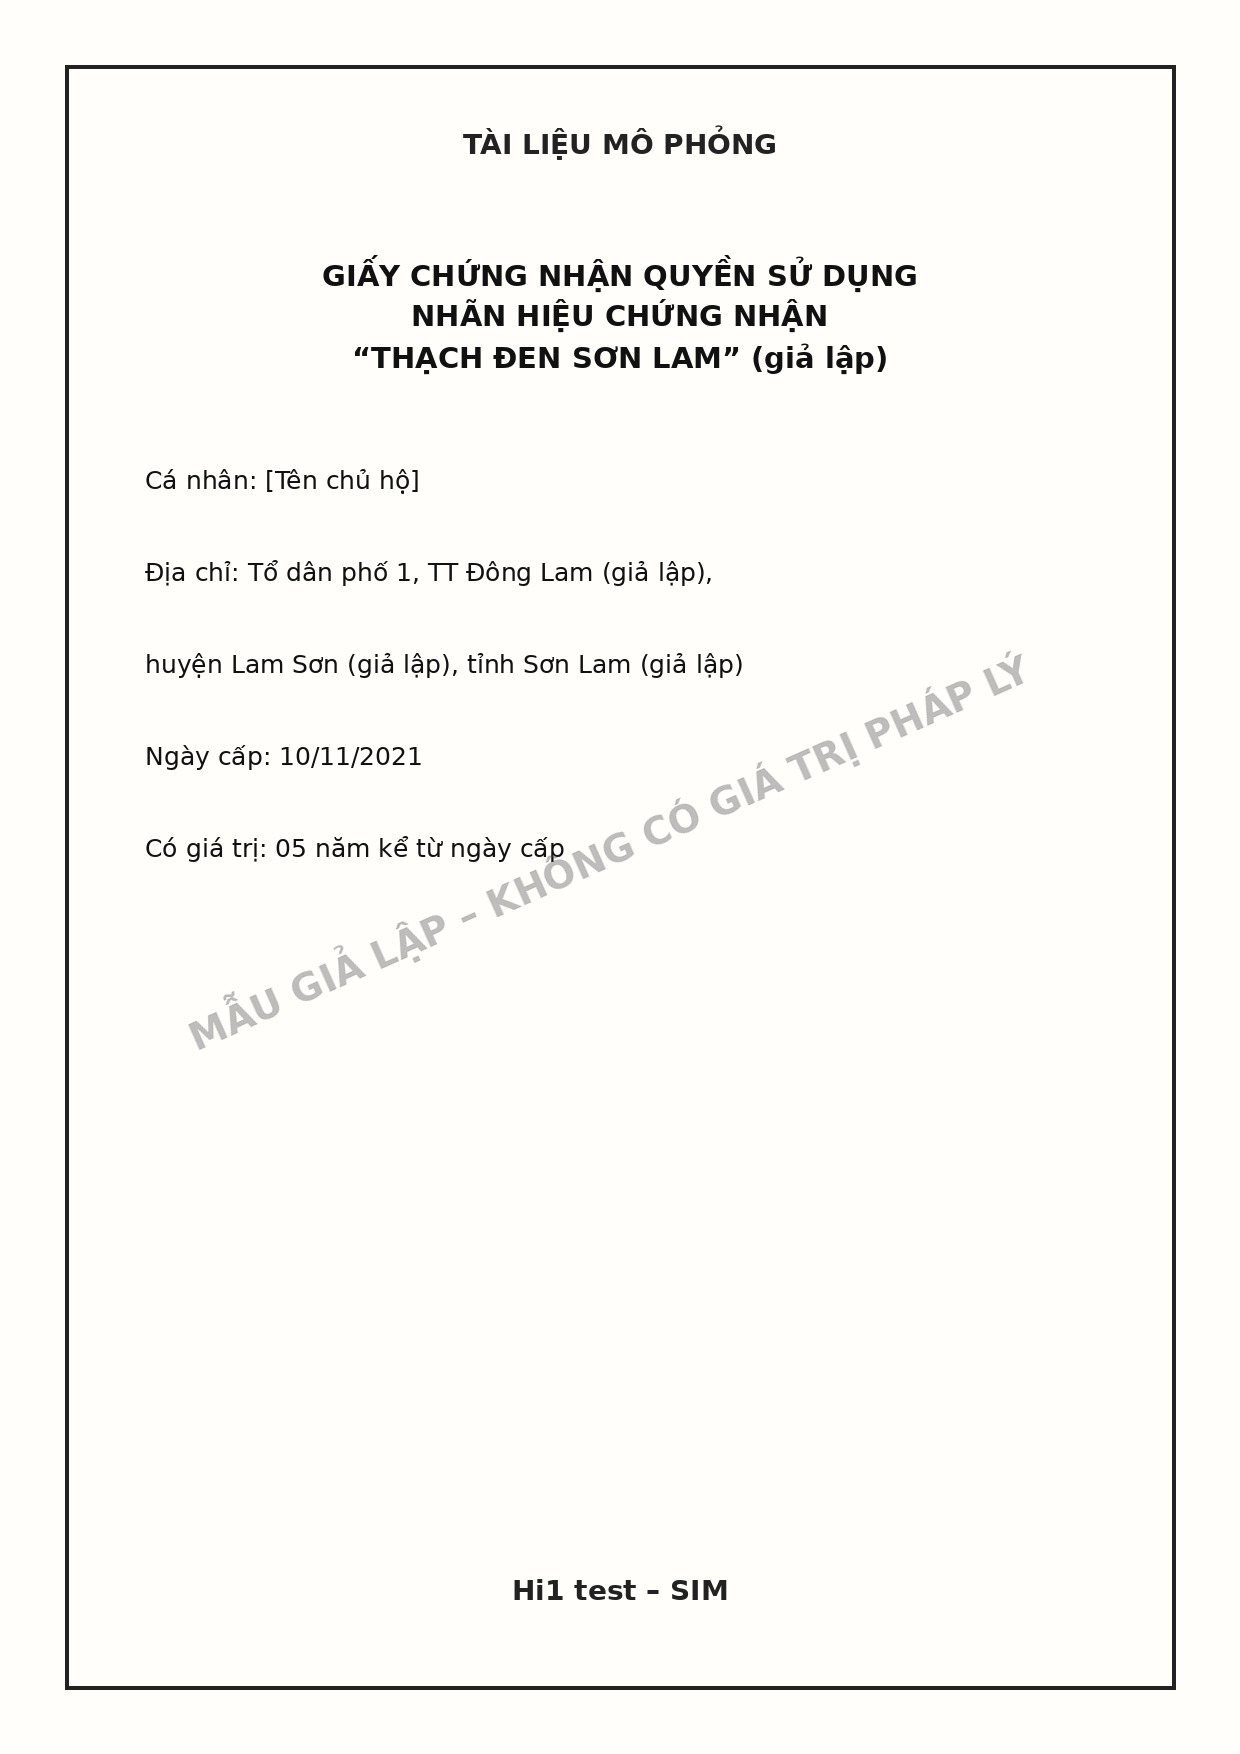 TÀI LIỆU MÔ PHỎNG
GIẤY CHỨNG NHẬN QUYỀN SỬ DỤNG
NHÃN HIỆU CHỨNG NHẬN
“THẠCH ĐEN SƠN LAM” (giả lập)
Cá nhân: [Tên chủ hộ]
Địa chỉ: Tổ dân phố 1, TT Đông Lam (giả lập),
huyện Lam Sơn (giả lập), tỉnh Sơn Lam (giả lập)
Ngày cấp: 10/11/2021
Có giá trị: 05 năm kể từ ngày cấp
MẪU GIẢ LẬP – KHÔNG CÓ GIÁ TRỊ PHÁP LÝ
Hi1 test – SIM